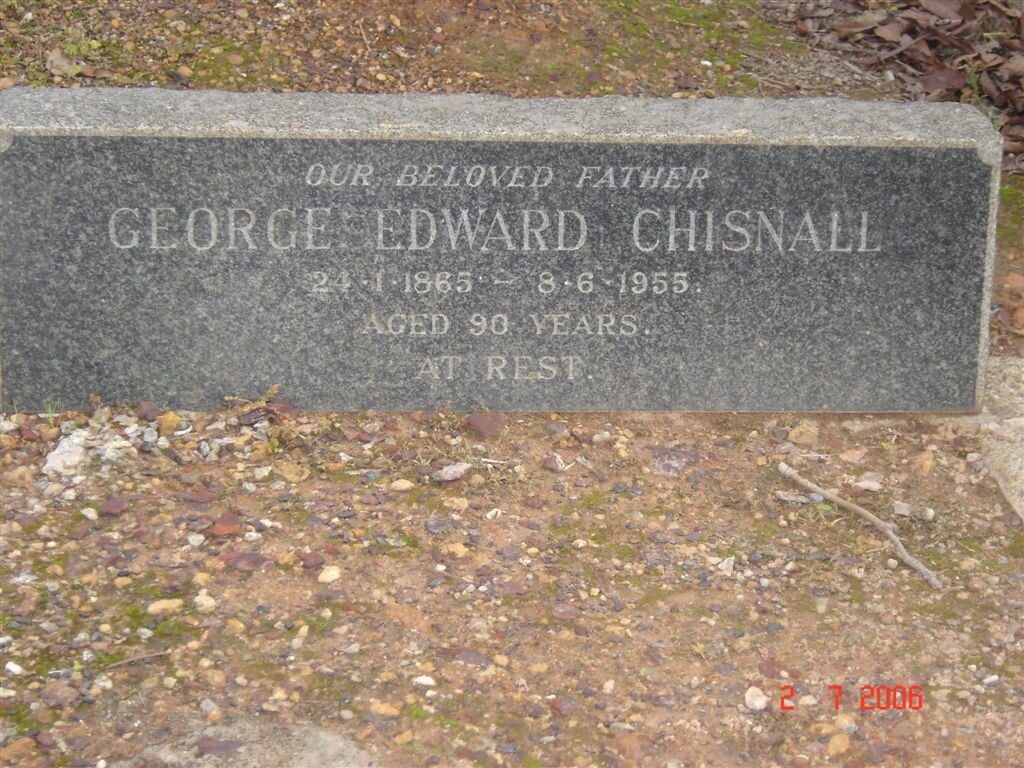 OUR BELOVED FATHER
GEORGE EDWARD CHISNALL
24·1·1865 – 8·6·1955.
AGED 90 YEARS.
AT REST.
2 7 2006